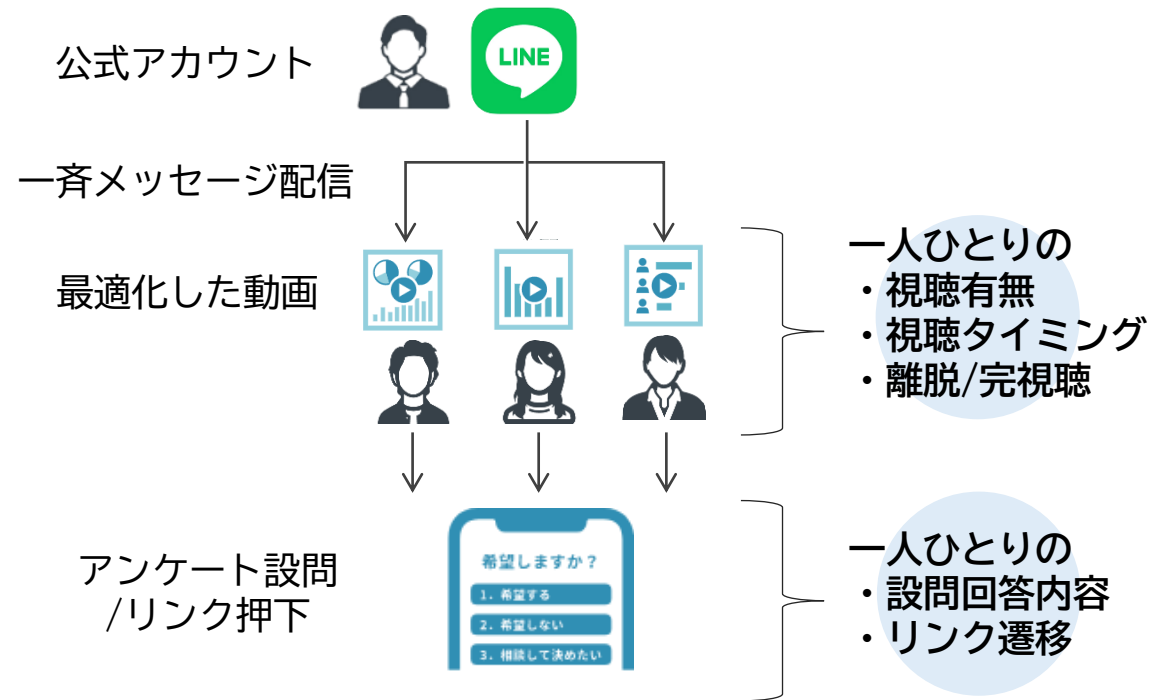 公式アカウント
LINE
一斉メッセージ配信
最適化した動画
一人ひとりの
・視聴有無
・視聴タイミング
・離脱/完視聴
アンケート設問
/リンク押下
希望しますか？
1. 希望する
2. 希望しない
3. 相談して決めたい
一人ひとりの
・設問回答内容
・リンク遷移